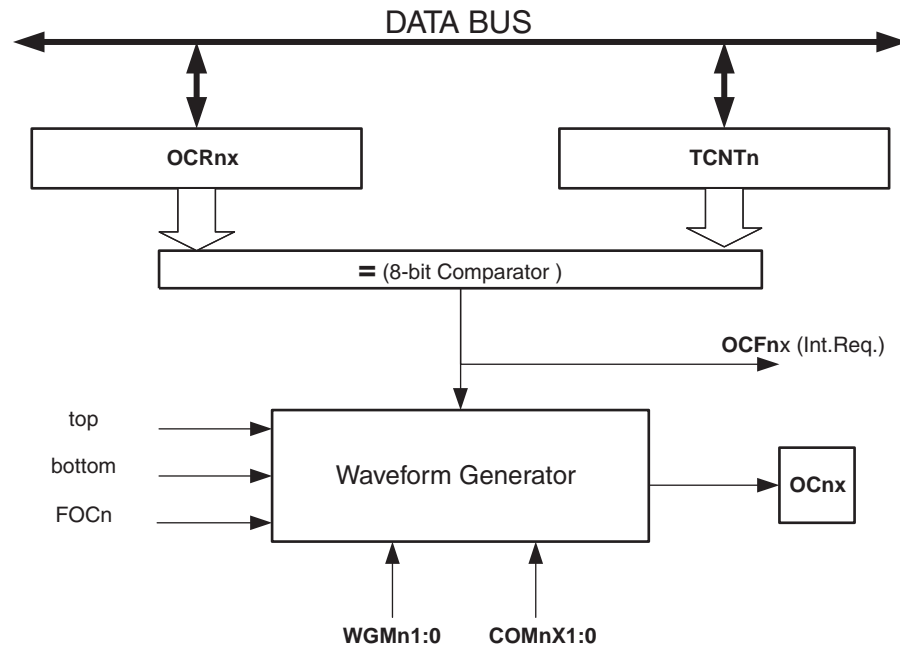 DATA BUS
OCRnx
TCNTn
= (8-bit Comparator )
OCFnx (Int.Req.)
top
bottom
FOCn
Waveform Generator
OCnx
WGMn1:0
COMnX1:0